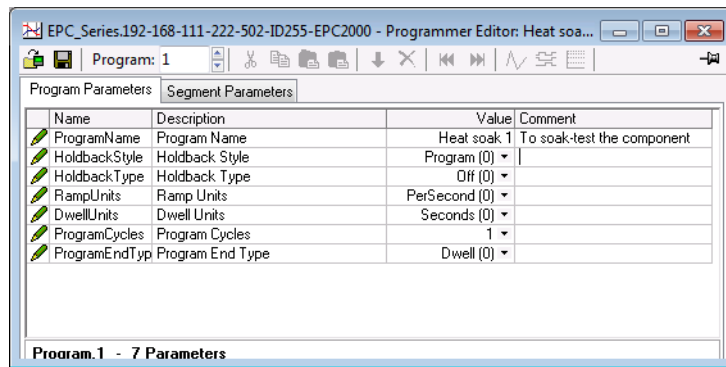 EPC_Series.192-168-111-222-502-ID255-EPC2000 - Programmer Editor: Heat soa...
Program: 1
Program Parameters Segment Parameters
Name Description Value Comment
ProgramName Program Name Heat soak 1 To soak-test the component
HoldbackStyle Holdback Style Program (0)
HoldbackType Holdback Type Off (0)
RampUnits Ramp Units PerSecond (0)
DwellUnits Dwell Units Seconds (0)
ProgramCycles Program Cycles 1
ProgramEndTyp Program End Type Dwell (0)
Program.1 - 7 Parameters